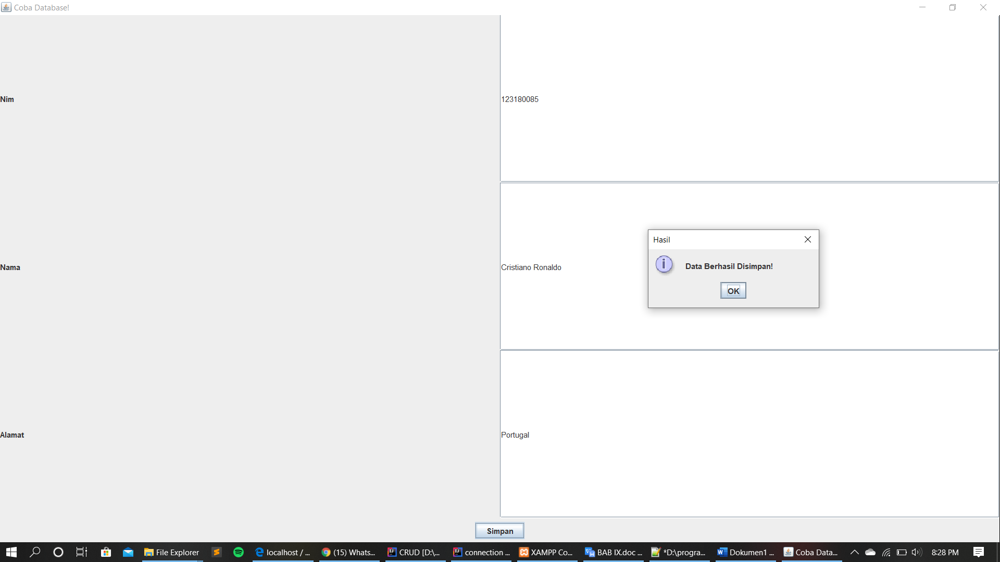 Coba Database!
Nim
123180085
Nama
Cristiano Ronaldo
Hasil
Data Berhasil Disimpan!
OK
Alamat
Portugal
Simpan
File Explorer
localhost / ...
(15) Whats...
CRUD [D:\...
connection ...
XAMPP Co...
BAB IX.doc ...
*D:\progra...
Dokumen1 ...
Coba Data...
8:28 PM